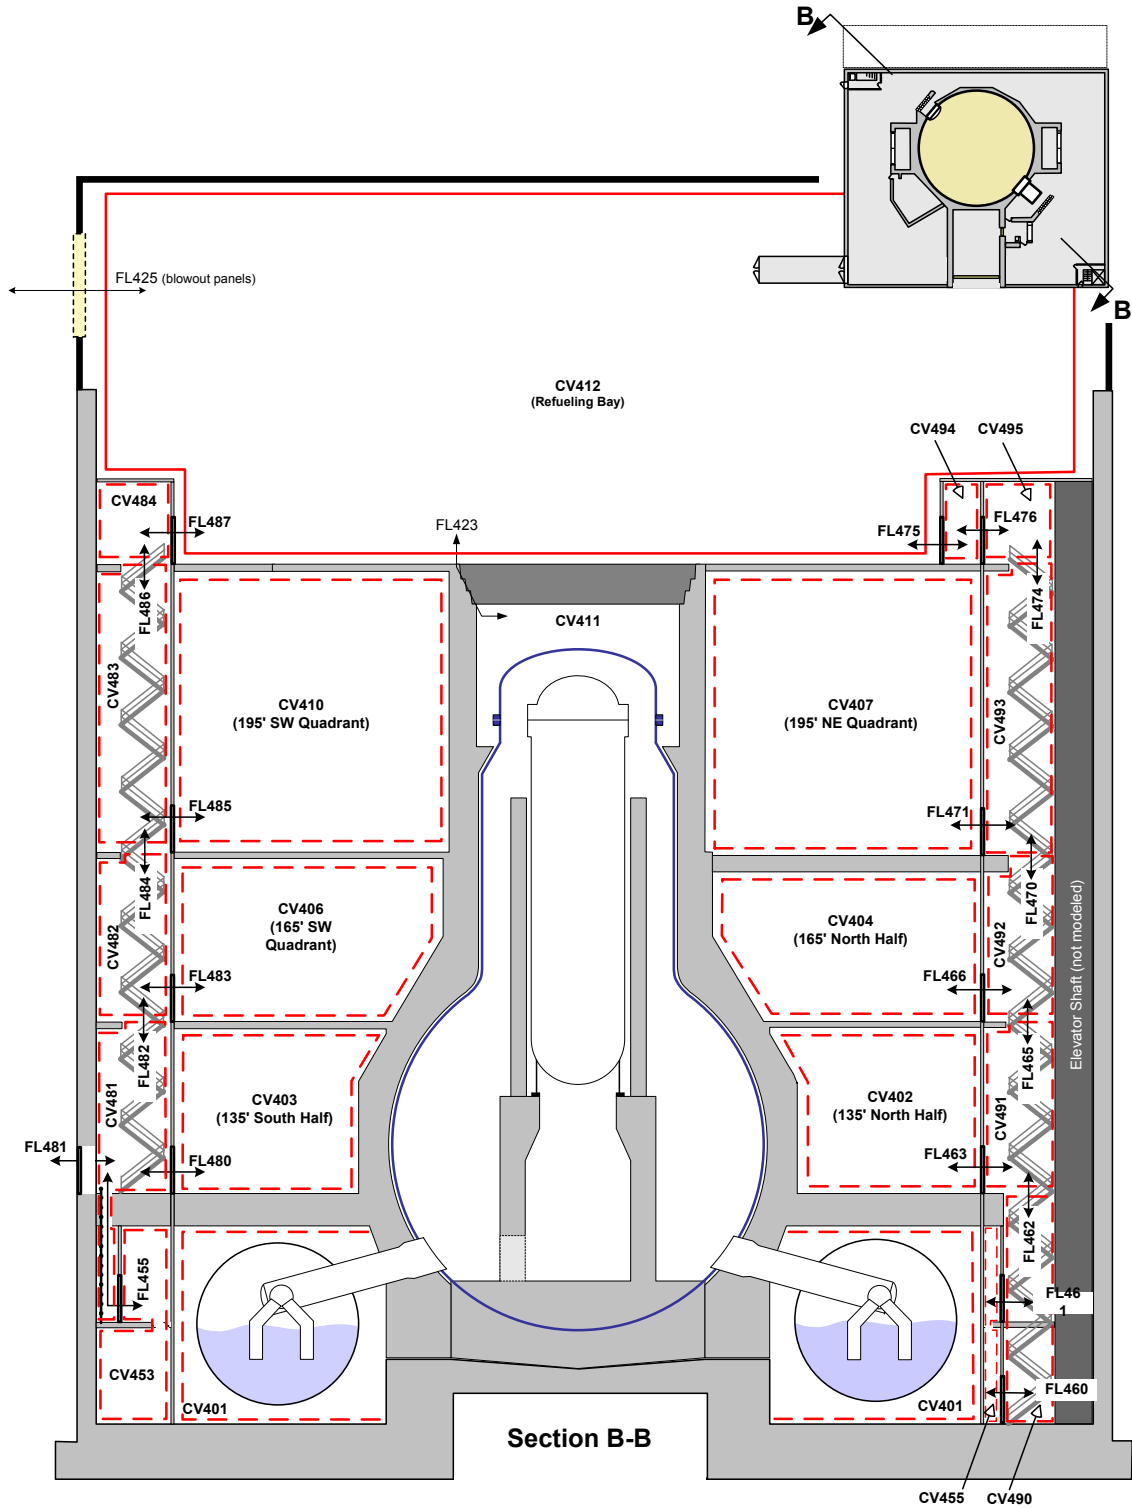 B
B
FL425 (blowout panels)
CV412
(Refueling Bay)
CV494
CV495
CV484
FL487
FL423
FL475
FL476
FL486
FL474
CV411
CV483
CV410
(195' SW Quadrant)
CV407
(195' NE Quadrant)
CV493
FL485
FL471
FL484
FL470
CV406
(165' SW
Quadrant)
CV404
(165' North Half)
CV482
CV492
Elevator Shaft (not modeled)
FL483
FL466
FL482
FL465
CV481
CV403
(135' South Half)
CV402
(135' North Half)
CV491
FL481
FL480
FL463
FL462
FL455
FL46
1
CV453
CV401
CV401
FL460
Section B-B
CV455
CV490